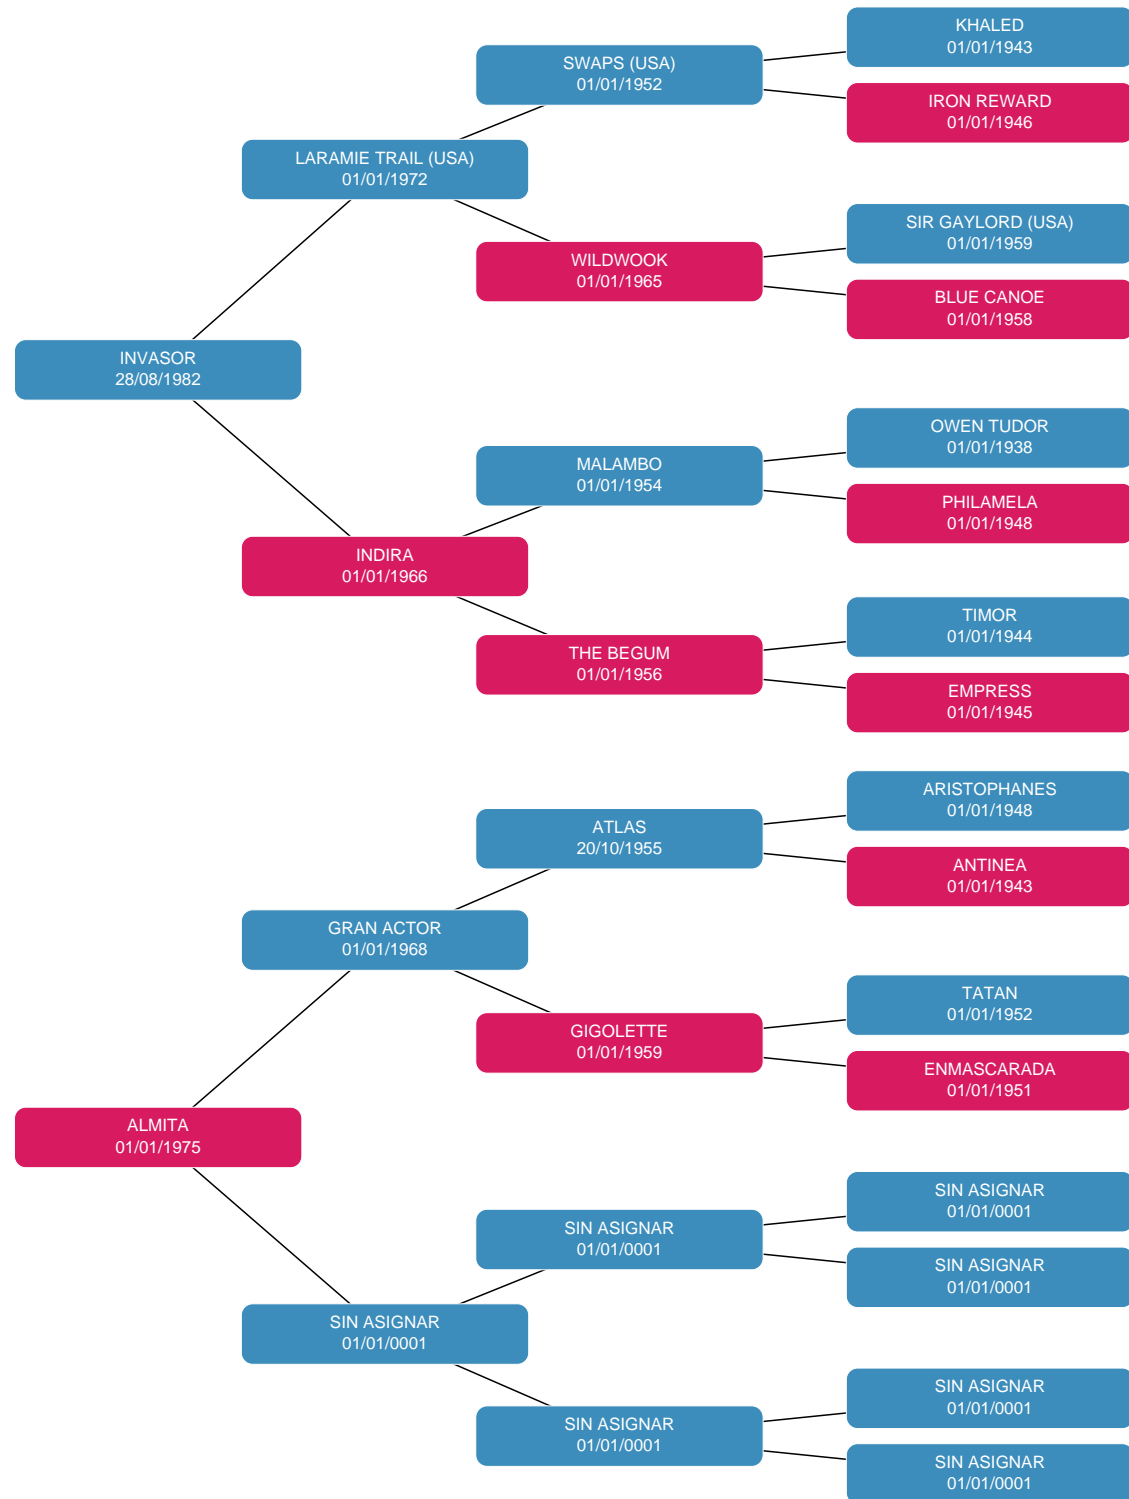 KHALED
01/01/1943
SWAPS (USA)
01/01/1952
IRON REWARD
01/01/1946
LARAMIE TRAIL (USA)
01/01/1972
SIR GAYLORD (USA)
01/01/1959
WILDWOOK
01/01/1965
BLUE CANOE
01/01/1958
INVASOR
28/08/1982
OWEN TUDOR
01/01/1938
MALAMBO
01/01/1954
PHILAMELA
01/01/1948
INDIRA
01/01/1966
TIMOR
01/01/1944
THE BEGUM
01/01/1956
EMPRESS
01/01/1945
ARISTOPHANES
01/01/1948
ATLAS
20/10/1955
ANTINEA
01/01/1943
GRAN ACTOR
01/01/1968
TATAN
01/01/1952
GIGOLETTE
01/01/1959
ENMASCARADA
01/01/1951
ALMITA
01/01/1975
SIN ASIGNAR
01/01/0001
SIN ASIGNAR
01/01/0001
SIN ASIGNAR
01/01/0001
SIN ASIGNAR
01/01/0001
SIN ASIGNAR
01/01/0001
SIN ASIGNAR
01/01/0001
SIN ASIGNAR
01/01/0001